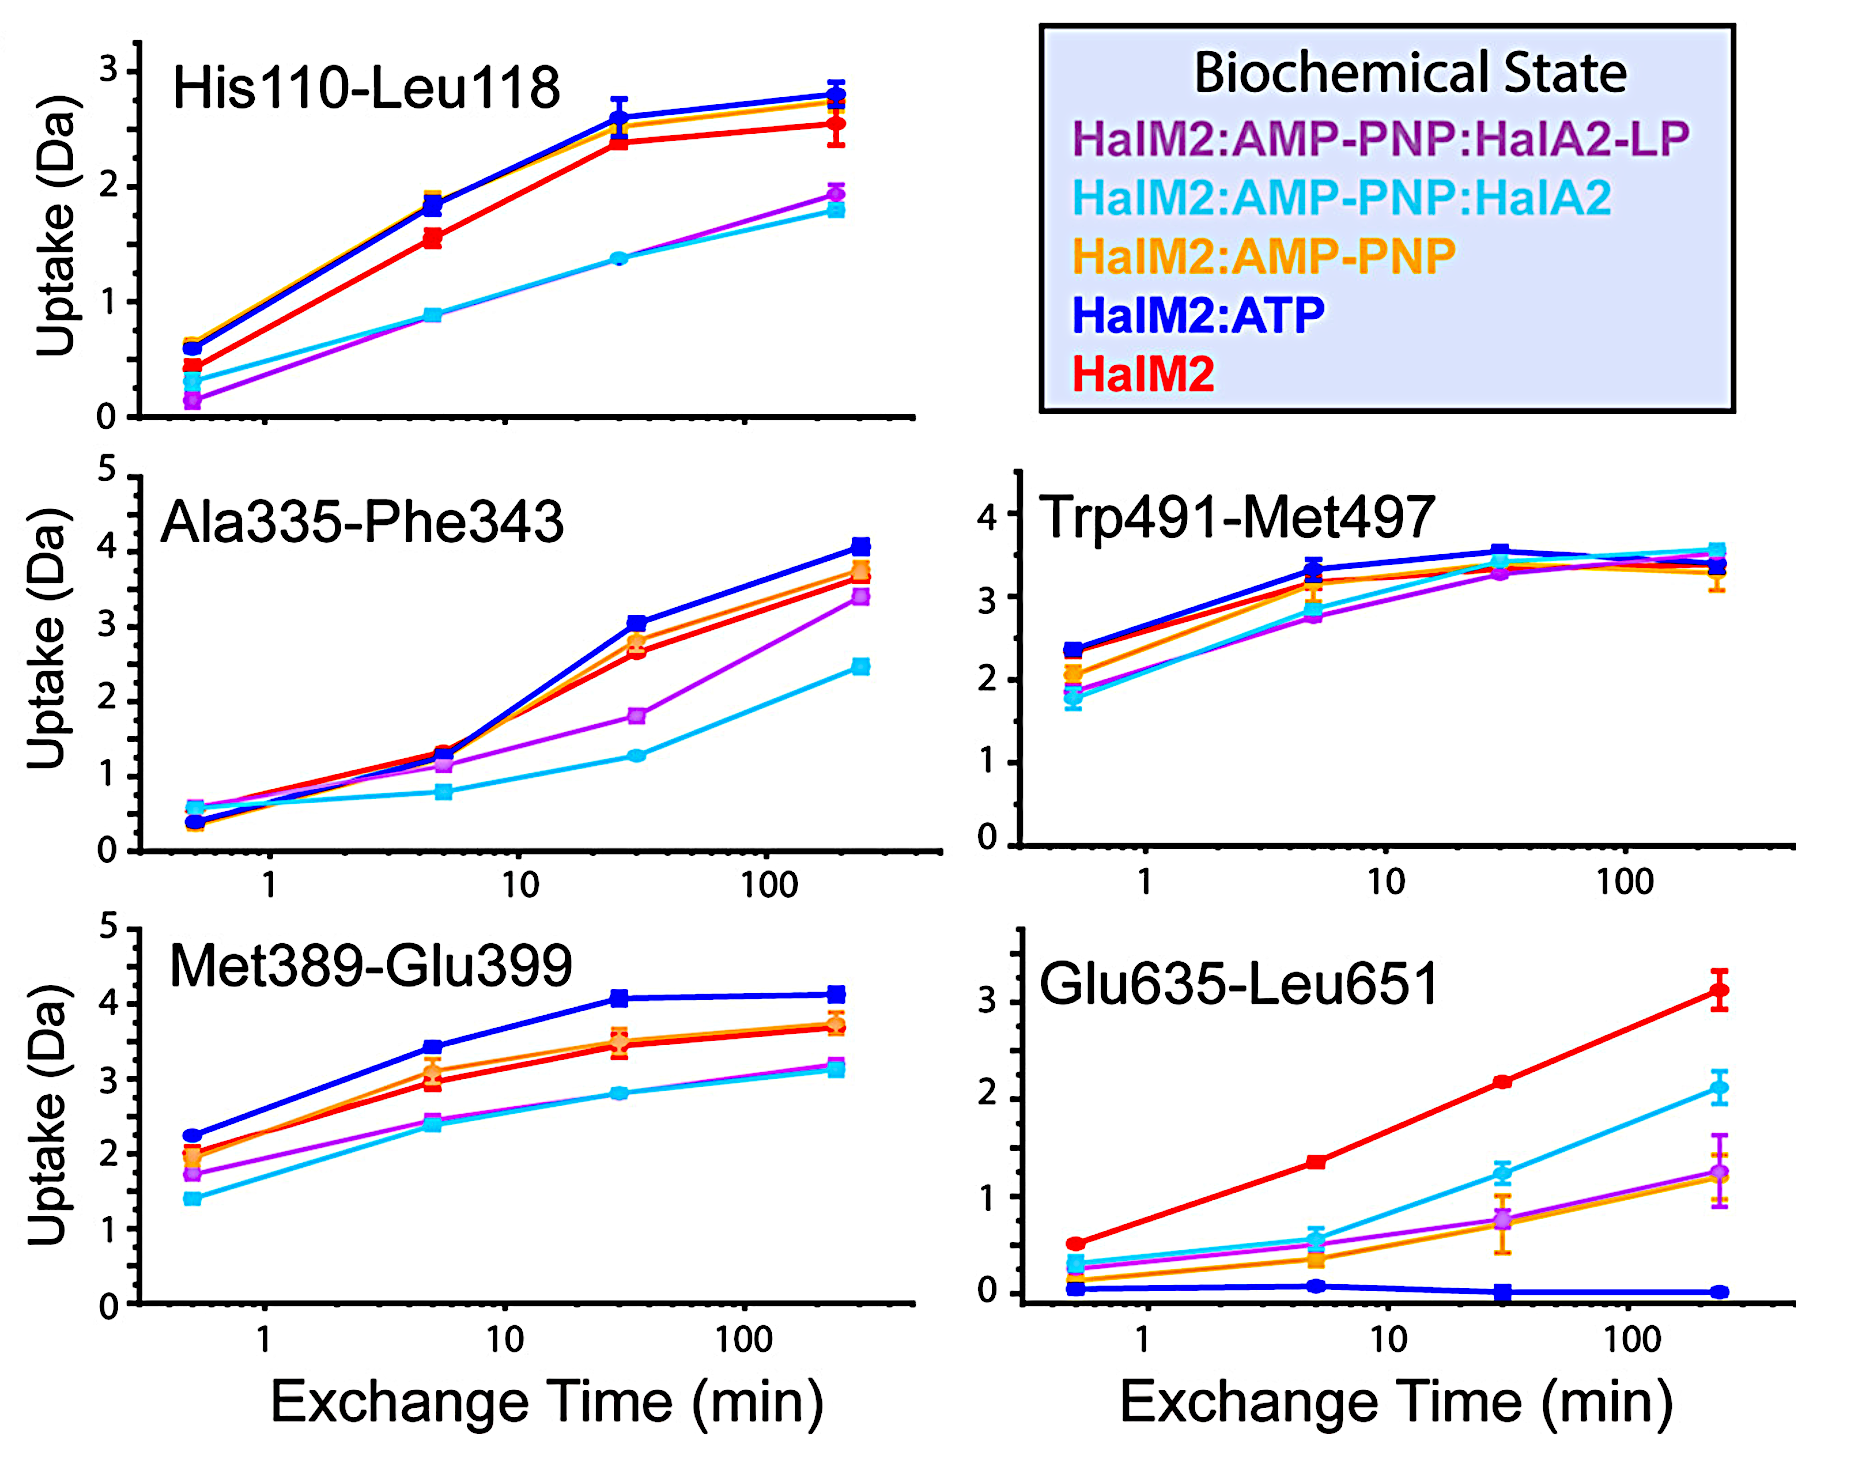 His110-Leu118
Uptake (Da)
3
2
1
0
Biochemical State
HalM2:AMP-PNP:HalA2-LP
HalM2:AMP-PNP:HalA2
HalM2:AMP-PNP
HalM2:ATP
HalM2
Ala335-Phe343
Uptake (Da)
5
4
3
2
1
0
1 10 100
Trp491-Met497
4
3
2
1
0
1 10 100
Met389-Glu399
Uptake (Da)
5
4
3
2
1
0
1 10 100
Exchange Time (min)
Glu635-Leu651
3
2
1
0
1 10 100
Exchange Time (min)